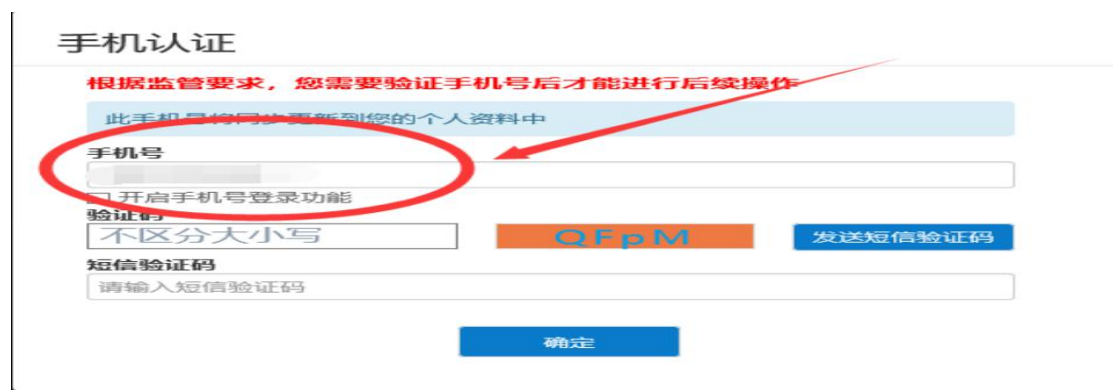 手机认证
根据监管要求，您需要验证手机号后才能进行后续操作
此手机号将同步更新到您的个人资料中
手机号
开启手机号登录功能
验证码
不区分大小写 QFpM 发送短信验证码
短信验证码
请输入短信验证码
确定